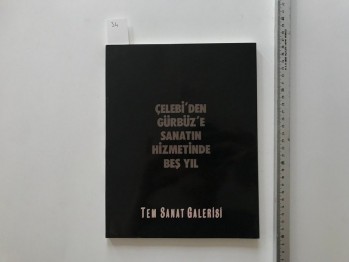 ÇELEBİ'DEN
GÜRBÜZ'E
SANATIN
HİZMETİNDE
BEŞ YIL
TEM SANAT GALERİSİ